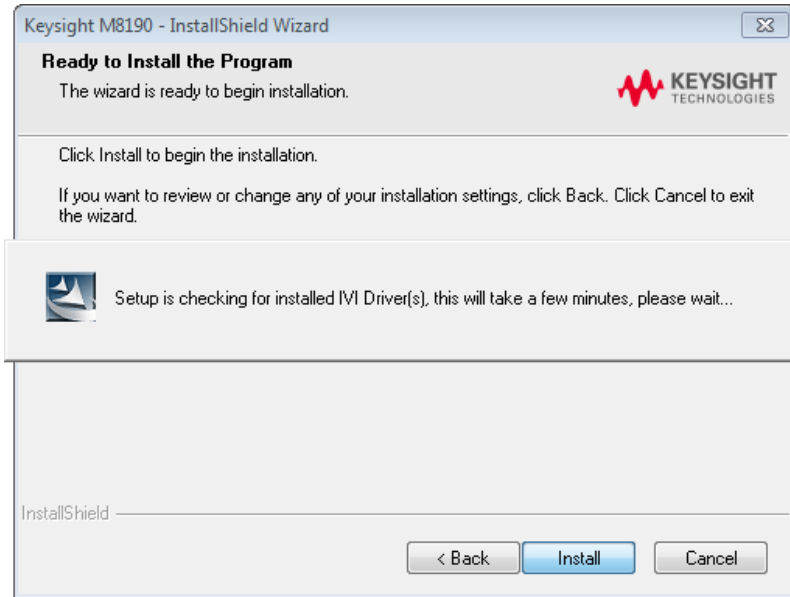 Keysight M8190 - InstallShield Wizard
Ready to Install the Program
The wizard is ready to begin installation.
KEYSIGHT
TECHNOLOGIES
Click Install to begin the installation.
If you want to review or change any of your installation settings, click Back. Click Cancel to exit
the wizard.
Setup is checking for installed IVI Driver(s), this will take a few minutes, please wait...
InstallShield
< Back
Install
Cancel